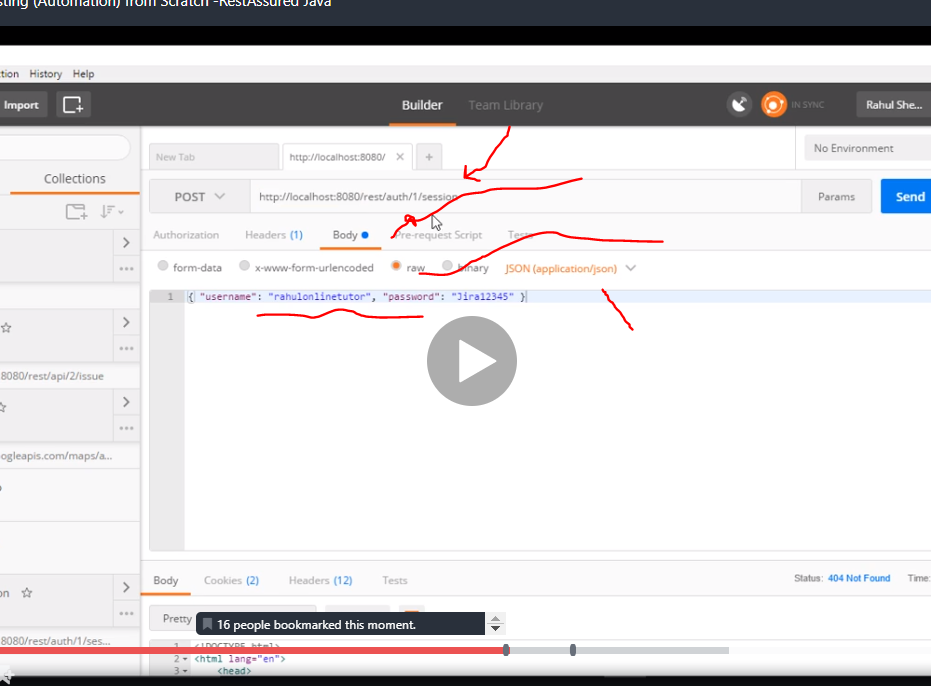 sting (Automation) from Scratch -RestAssured Java
ction History Help
Import Builder Team Library IN SYNC Rahul She...
New Tab http://localhost:8080/ No Environment
Collections
POST http://localhost:8080/rest/auth/1/session Params Send
Authorization Headers (1) Body Pre-request Script Tests
form-data x-www-form-urlencoded raw binary JSON (application/json)
1 { "username": "rahulonlinetutor", "password": "Jira12345" }
8080/rest/api/2/issue
ogleapis.com/maps/a...
on
8080/rest/auth/1/ses...
Body Cookies (2) Headers (12) Tests Status: 404 Not Found Time:
Pretty
16 people bookmarked this moment.
1 <!DOCTYPE html>
2 <html lang="en">
3 <head>